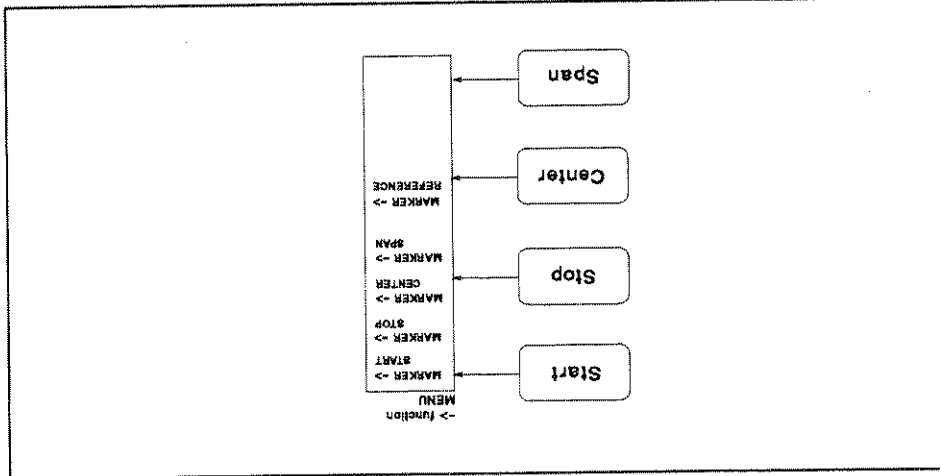 -> function
MENU
Start
MARKER ->
START
MARKER ->
STOP
Stop
MARKER ->
CENTER
MARKER ->
SPAN
Center
MARKER ->
REFERENCE
Span